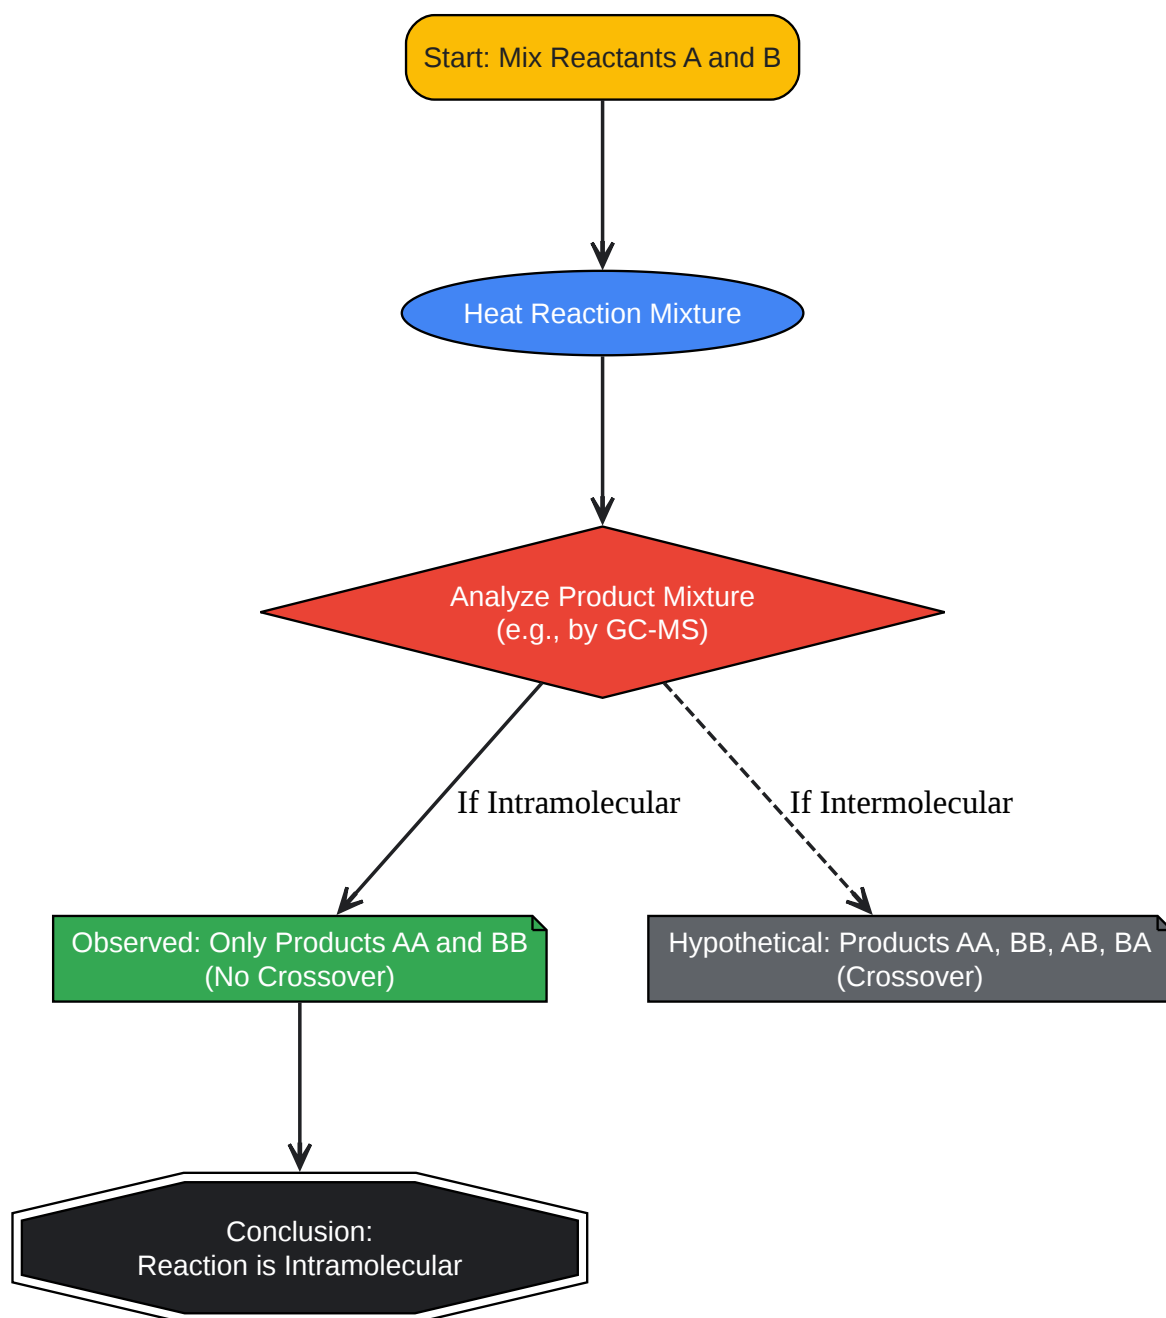 Start: Mix Reactants A and B
Heat Reaction Mixture
Analyze Product Mixture
(e.g., by GC-MS)
If Intramolecular
If Intermolecular
Observed: Only Products AA and BB
(No Crossover)
Hypothetical: Products AA, BB, AB, BA
(Crossover)
Conclusion:
Reaction is Intramolecular